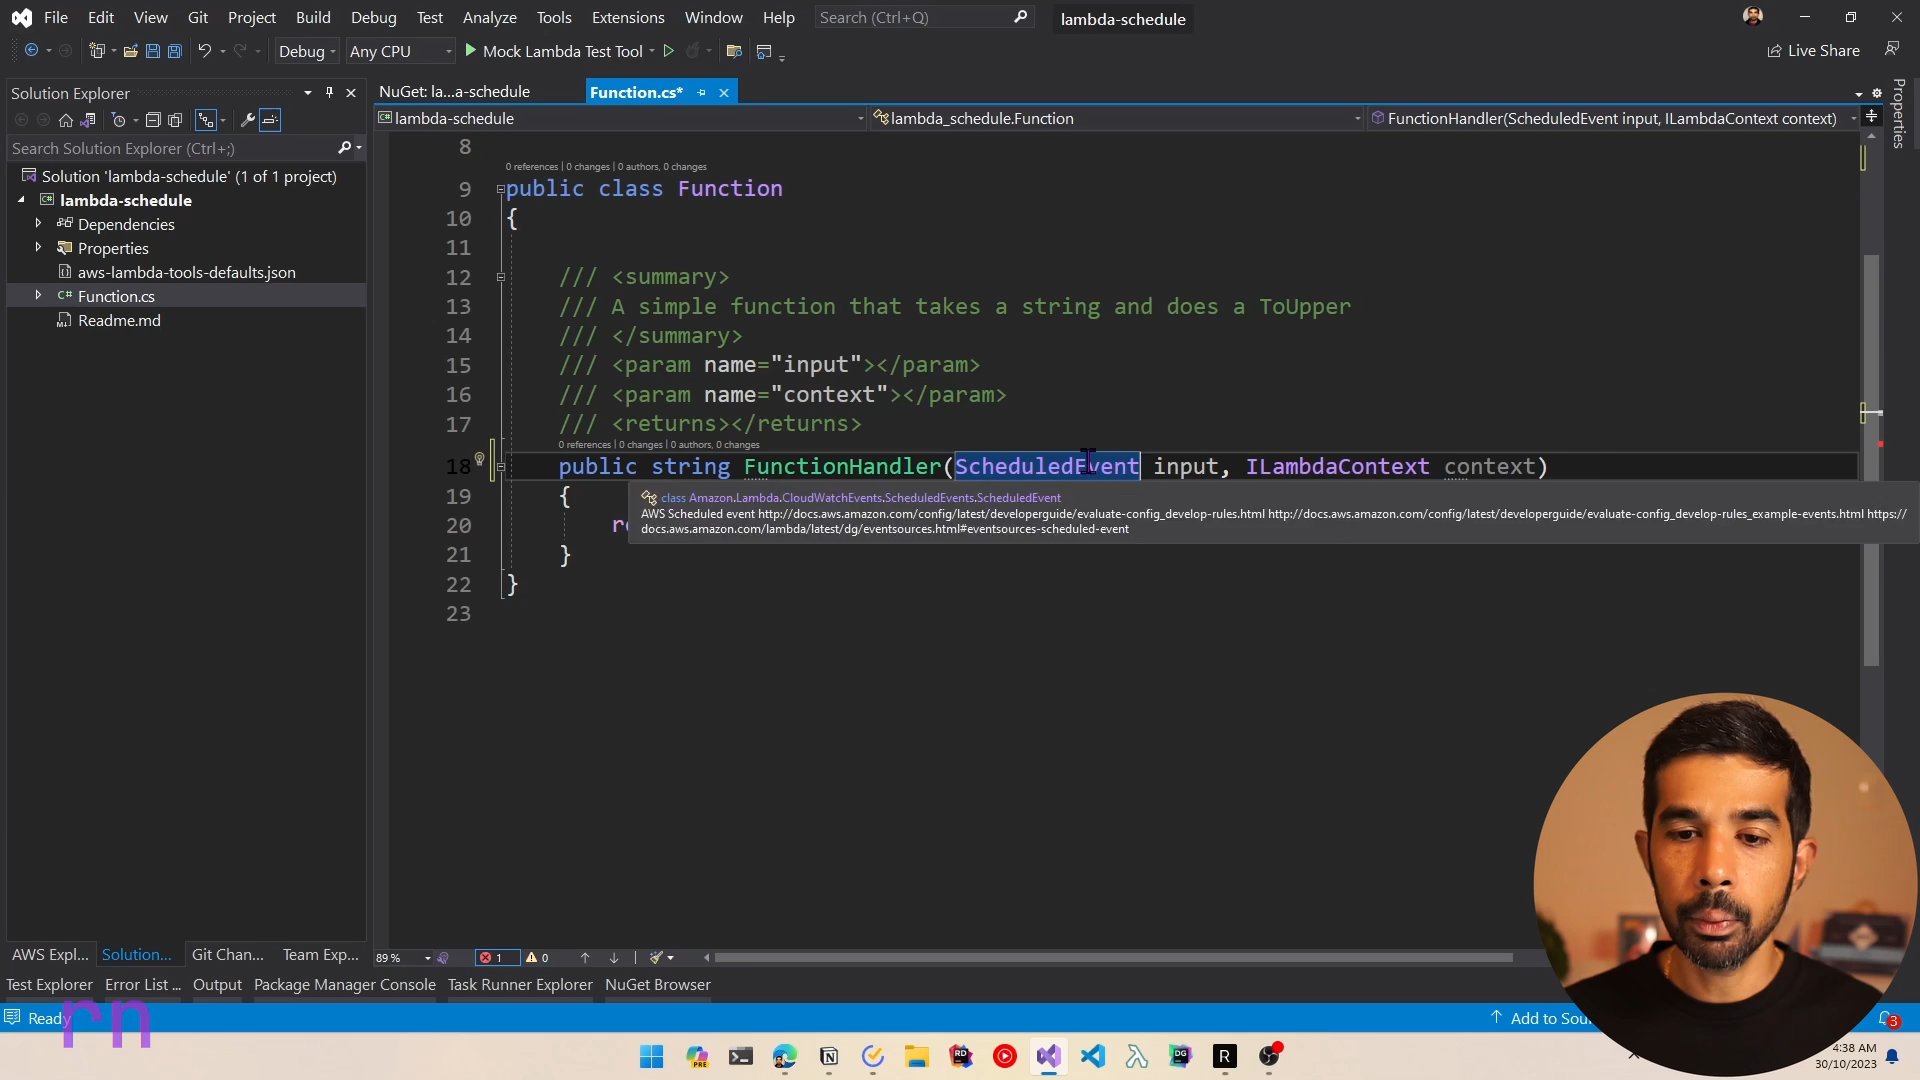 File Edit View Git Project Build Debug Test Analyze Tools Extensions Window Help Search (Ctrl+Q) lambda-schedule
Debug Any CPU Mock Lambda Test Tool Live Share
Solution Explorer
Search Solution Explorer (Ctrl+;)
Solution 'lambda-schedule' (1 of 1 project)
lambda-schedule
Dependencies
Properties
aws-lambda-tools-defaults.json
C# Function.cs
Readme.md
NuGet: la...a-schedule Function.cs*
lambda-schedule lambda_schedule.Function FunctionHandler(ScheduledEvent input, ILambdaContext context)
Properties
8
0 references | 0 changes | 0 authors, 0 changes
9 public class Function
10 {
11
12 /// <summary>
13 /// A simple function that takes a string and does a ToUpper
14 /// </summary>
15 /// <param name="input"></param>
16 /// <param name="context"></param>
17 /// <returns></returns>
0 references | 0 changes | 0 authors, 0 changes
18 public string FunctionHandler(ScheduledEvent input, ILambdaContext context)
19 {
class Amazon.Lambda.CloudWatchEvents.ScheduledEvents.ScheduledEvent
AWS Scheduled event http://docs.aws.amazon.com/config/latest/developerguide/evaluate-config_develop-rules.html http://docs.aws.amazon.com/config/latest/developerguide/evaluate-config_develop-rules_example-events.html https://
docs.aws.amazon.com/lambda/latest/dg/eventsources.html#eventsources-scheduled-event
20 re
21 }
22 }
23
AWS Expl... Solution... Git Chan... Team Exp...
89 % 1 0
Test Explorer Error List ... Output Package Manager Console Task Runner Explorer NuGet Browser
Ready Add to Sou
3
rn
4:38 AM
30/10/2023